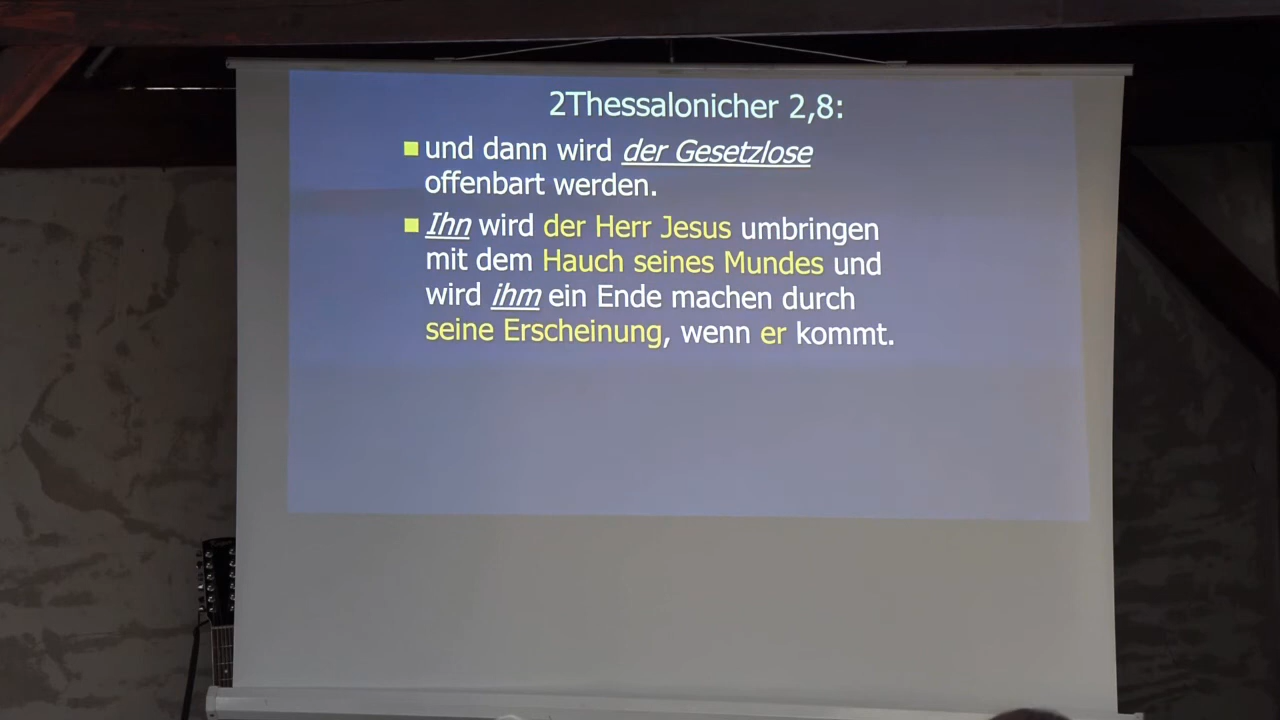 2Thessalonicher 2,8:
und dann wird der Gesetzlose
offenbart werden.
Ihn wird der Herr Jesus umbringen
mit dem Hauch seines Mundes und
wird ihm ein Ende machen durch
seine Erscheinung, wenn er kommt.